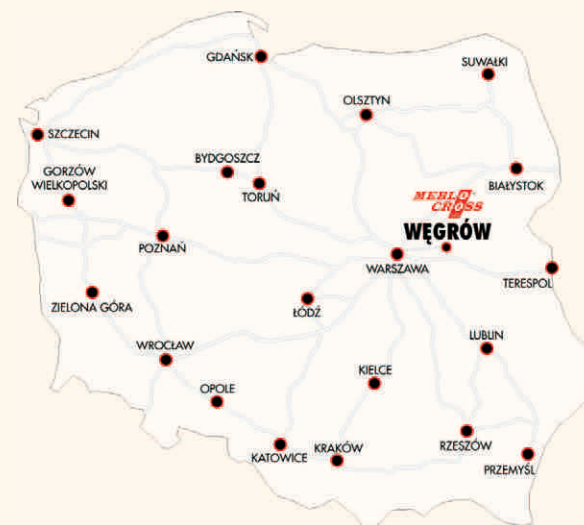 GDAŃSK
SUWAŁKI
OLSZTYN
SZCZECIN
BYDGOSZCZ
GORZÓW
WIELKOPOLSKI
TORUŃ
BIAŁYSTOK
MEBLO
CROSS
WĘGRÓW
POZNAŃ
WARSZAWA
TERESPOL
ZIELONA GÓRA
ŁÓDŹ
WROCŁAW
LUBLIN
KIELCE
OPOLE
KATOWICE
KRAKÓW
RZESZÓW
PRZEMYŚL